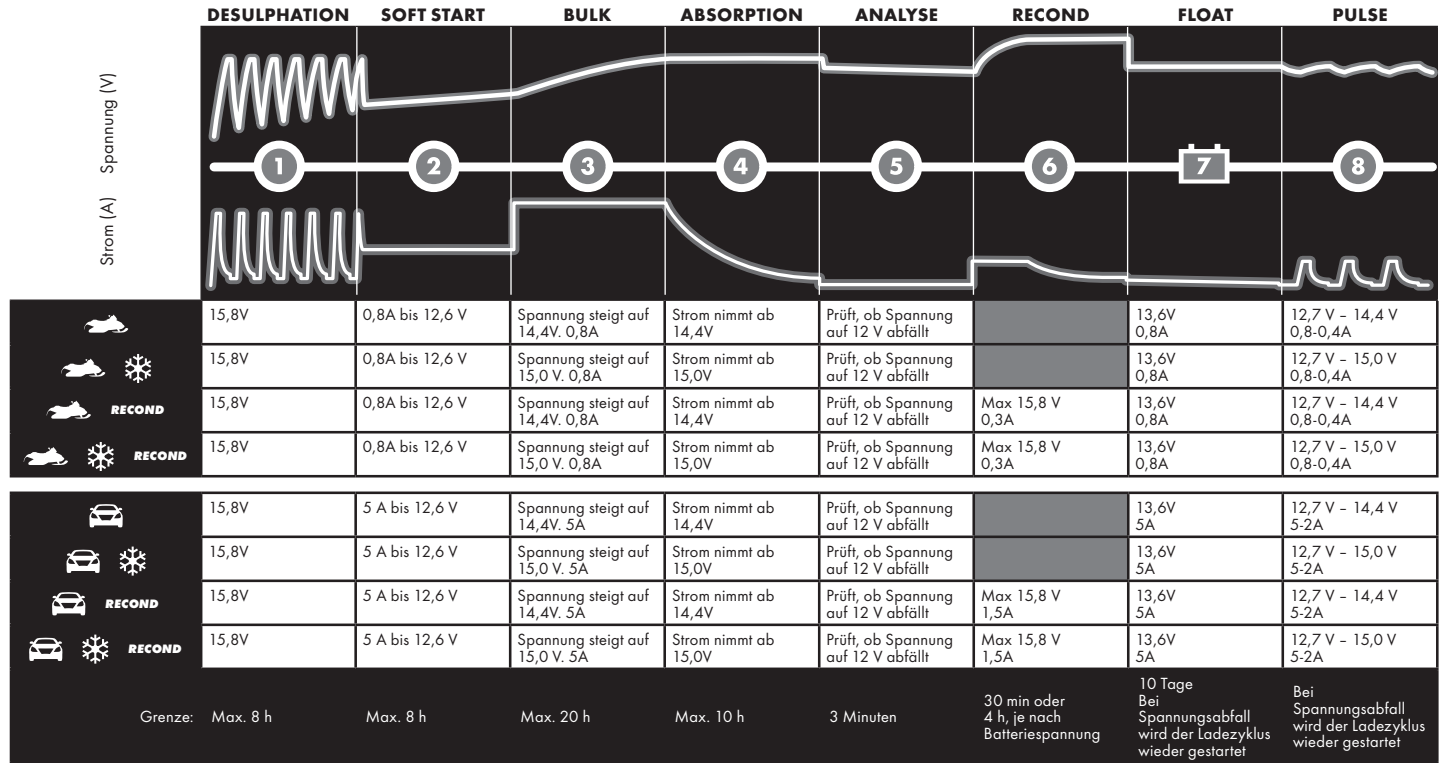 DESULPHATION SOFT START BULK ABSORPTION ANALYSE RECOND FLOAT PULSE
Spannung (V)
Strom (A)
1 2 3 4 5 6 7 8
15,8V 0,8A bis 12,6 V Spannung steigt auf Strom nimmt ab Prüft, ob Spannung 13,6V 12,7 V – 14,4 V
14,4V. 0,8A 14,4V auf 12 V abfällt 0,8A 0,8-0,4A
15,8V 0,8A bis 12,6 V Spannung steigt auf Strom nimmt ab Prüft, ob Spannung 13,6V 12,7 V – 15,0 V
15,0 V. 0,8A 15,0V auf 12 V abfällt 0,8A 0,8-0,4A
RECOND 15,8V 0,8A bis 12,6 V Spannung steigt auf Strom nimmt ab Prüft, ob Spannung Max 15,8 V 13,6V 12,7 V – 14,4 V
14,4V. 0,8A 14,4V auf 12 V abfällt 0,3A 0,8A 0,8-0,4A
RECOND 15,8V 0,8A bis 12,6 V Spannung steigt auf Strom nimmt ab Prüft, ob Spannung Max 15,8 V 13,6V 12,7 V – 15,0 V
15,0 V. 0,8A 15,0V auf 12 V abfällt 0,3A 0,8A 0,8-0,4A
15,8V 5 A bis 12,6 V Spannung steigt auf Strom nimmt ab Prüft, ob Spannung 13,6V 12,7 V – 14,4 V
14,4V. 5A 14,4V auf 12 V abfällt 5A 5-2A
15,8V 5 A bis 12,6 V Spannung steigt auf Strom nimmt ab Prüft, ob Spannung 13,6V 12,7 V – 15,0 V
15,0 V. 5A 15,0V auf 12 V abfällt 5A 5-2A
RECOND 15,8V 5 A bis 12,6 V Spannung steigt auf Strom nimmt ab Prüft, ob Spannung Max 15,8 V 13,6V 12,7 V – 14,4 V
14,4V. 5A 14,4V auf 12 V abfällt 1,5A 5A 5-2A
RECOND 15,8V 5 A bis 12,6 V Spannung steigt auf Strom nimmt ab Prüft, ob Spannung Max 15,8 V 13,6V 12,7 V – 15,0 V
15,0 V. 5A 15,0V auf 12 V abfällt 1,5A 5A 5-2A
Grenze: Max. 8 h Max. 8 h Max. 20 h Max. 10 h 3 Minuten
30 min oder
4 h, je nach
Batteriespannung
10 Tage
Bei
Spannungsabfall
wird der Ladezyklus
wieder gestartet
Bei
Spannungsabfall
wird der Ladezyklus
wieder gestartet